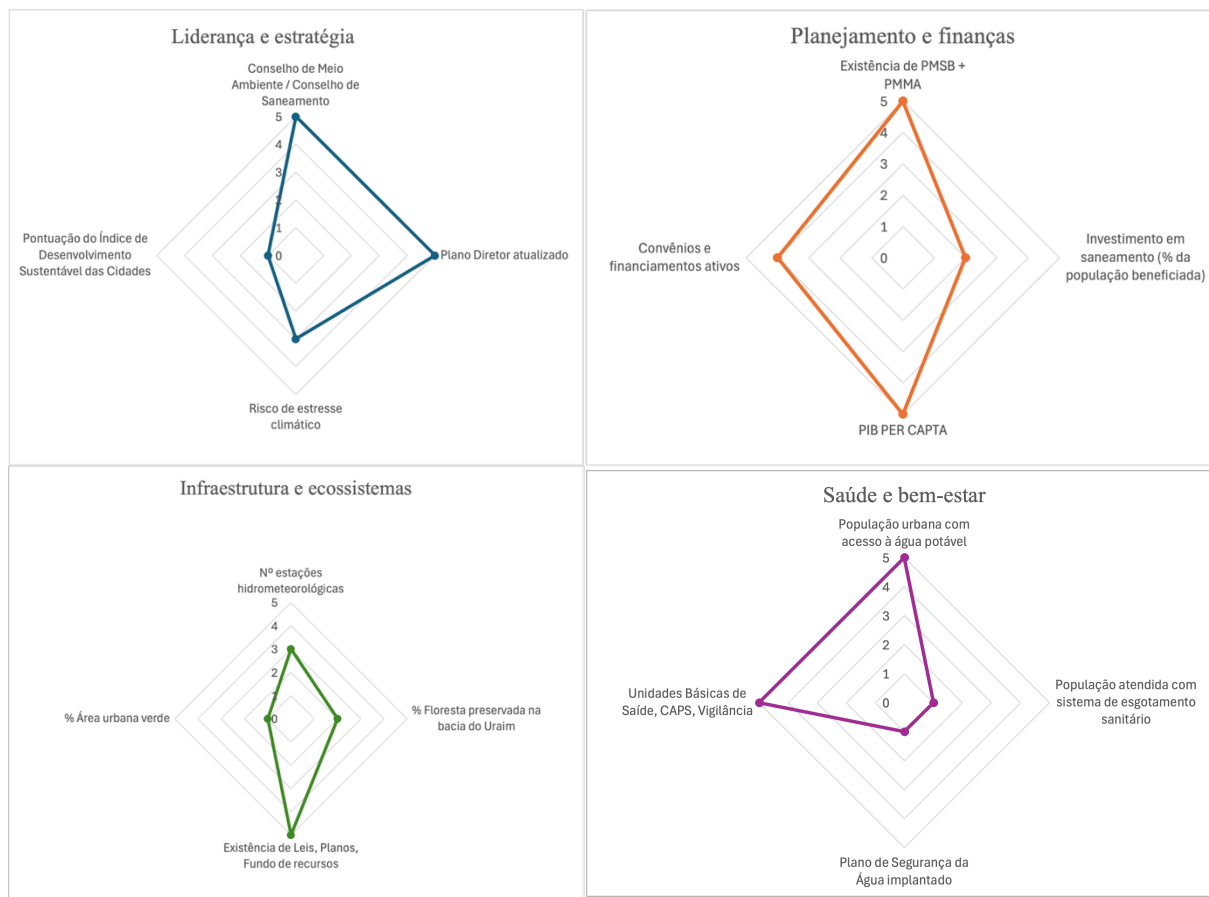 Liderança e estratégia
Conselho de Meio
Ambiente / Conselho de
Saneamento
5
4
3
2
1
0
Plano Diretor atualizado
Risco de estresse
climático
Pontuação do Índice de
Desenvolvimento
Sustentável das Cidades
Planejamento e finanças
Existência de PMSB +
PMMA
5
4
3
2
1
0
Investimento em
saneamento (% da
população beneficiada)
PIB PER CAPTA
Convênios e
financiamentos ativos
Infraestrutura e ecossistemas
Nº estações
hidrometeorológicas
5
4
3
2
1
0
% Floresta preservada na
bacia do Uraim
Existência de Leis, Planos,
Fundo de recursos
% Área urbana verde
Saúde e bem-estar
População urbana com
acesso à água potável
5
4
3
2
1
0
População atendida com
sistema de esgotamento
sanitário
Plano de Segurança da
Água implantado
Unidades Básicas de
Saúde, CAPS, Vigilância